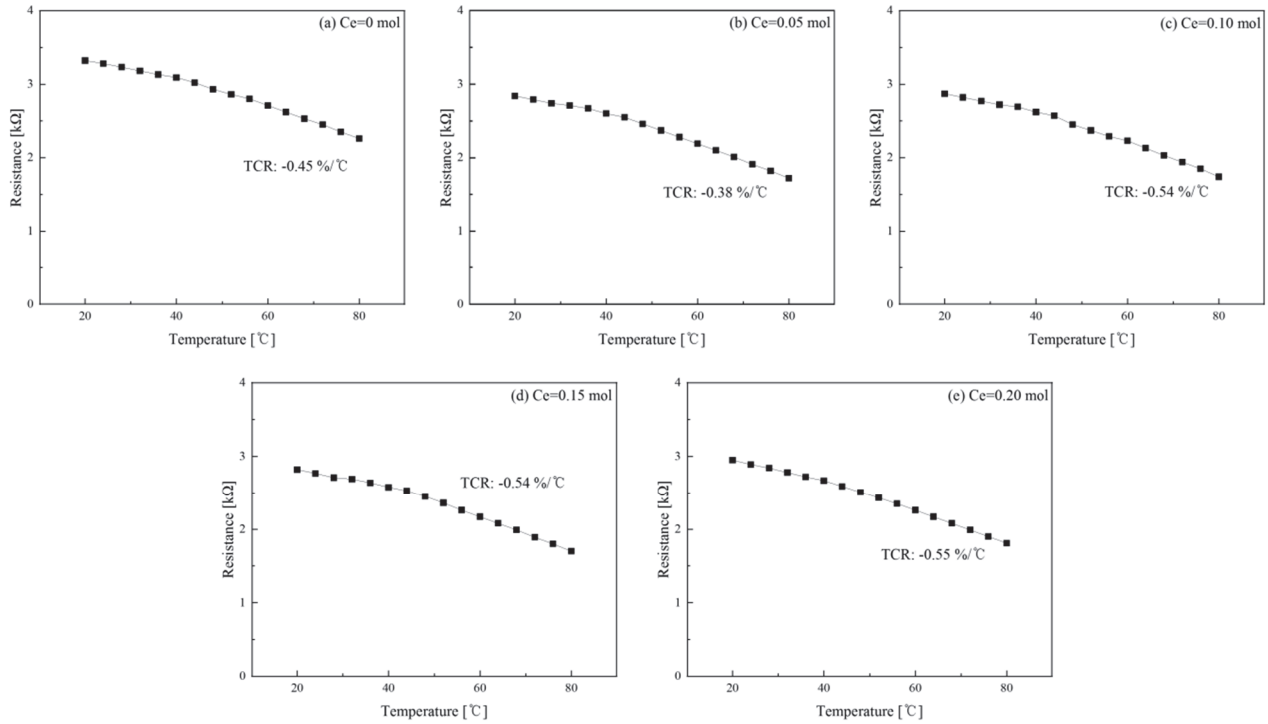 (a) Ce=0 mol
4
3
2
1
0
Resistance [kΩ]
TCR: -0.45 %/℃
20 40 60 80
Temperature [℃]
(b) Ce=0.05 mol
4
3
2
1
0
Resistance [kΩ]
TCR: -0.38 %/℃
20 40 60 80
Temperature [℃]
(c) Ce=0.10 mol
4
3
2
1
0
Resistance [kΩ]
TCR: -0.54 %/℃
20 40 60 80
Temperature [℃]
(d) Ce=0.15 mol
4
3
2
1
0
Resistance [kΩ]
TCR: -0.54 %/℃
20 40 60 80
Temperature [℃]
(e) Ce=0.20 mol
4
3
2
1
0
Resistance [kΩ]
TCR: -0.55 %/℃
20 40 60 80
Temperature [℃]